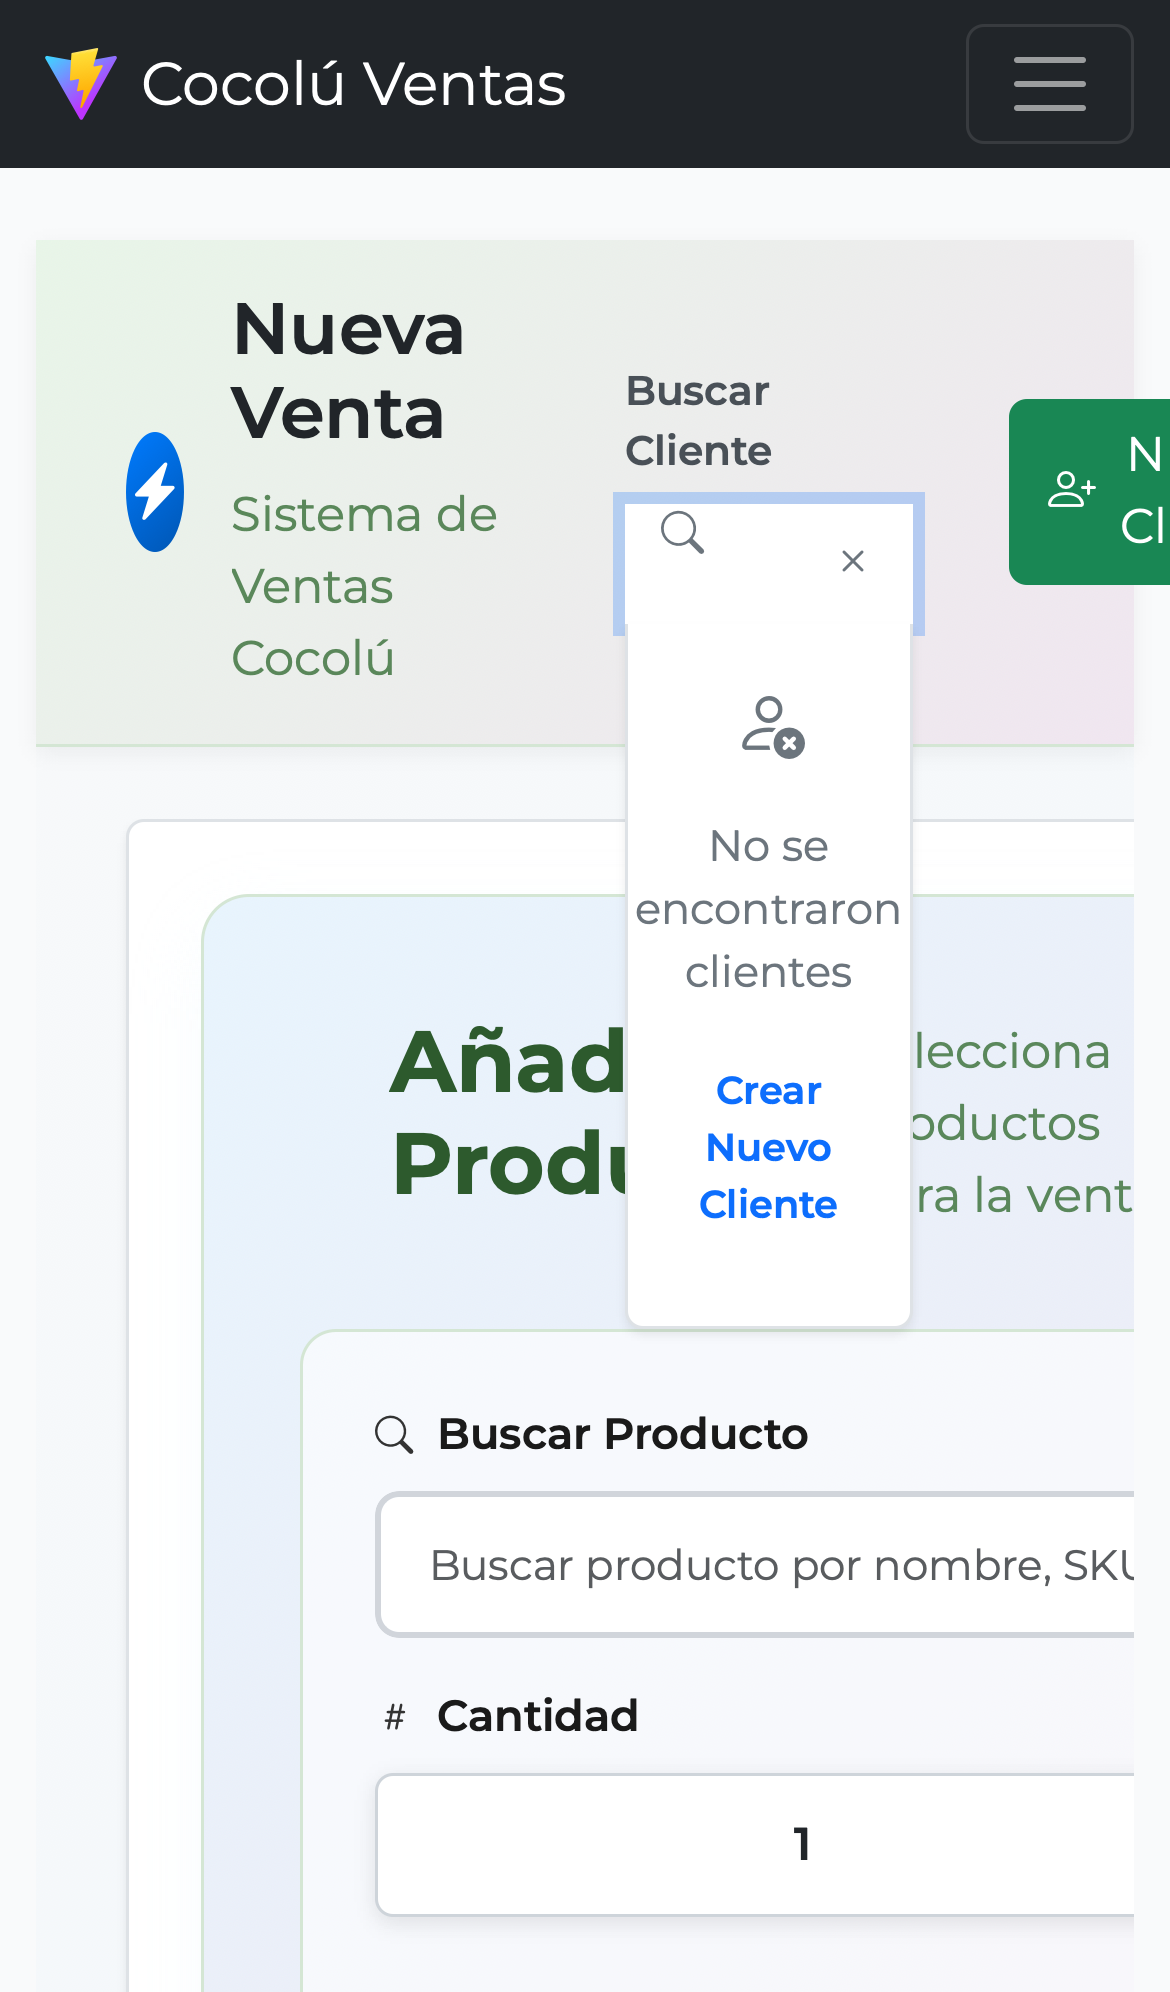 Cocolú Ventas
Nueva
Venta
Sistema de
Ventas
Cocolú
Buscar
Cliente
N
Cl
No se
encontraron
clientes
Crear
Nuevo
Cliente
Añad
Produ
lecciona
oductos
ra la vent
Buscar Producto
Buscar producto por nombre, SKU
# Cantidad
1